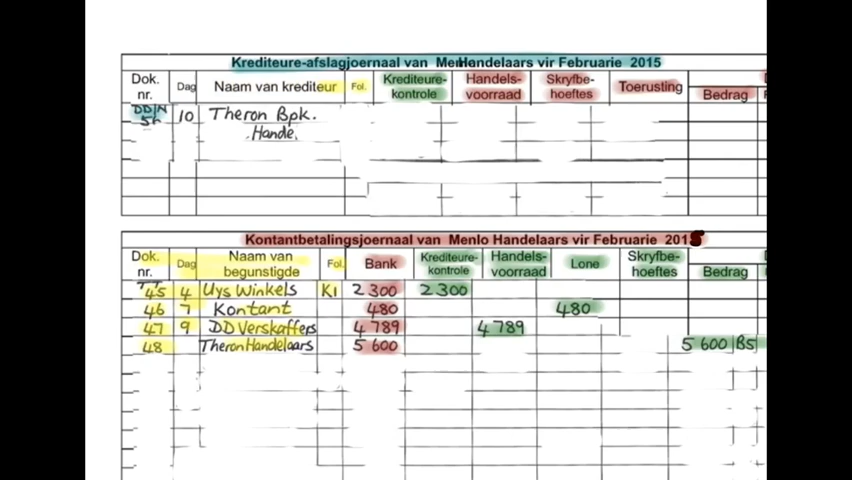 Krediteure-afslagjoernaal van Handelaars vir Februarie 2015
Dok. nr. Dag Naam van krediteur Fol. Krediteure-kontrole Handels-voorraad Skryfbe-hoeftes Toerusting Bedrag
10 Theron Bpk.
Hande
Kontantbetalingsjoernaal van Menlo Handelaars vir Februarie 2015
Dok. nr. Dag Naam van begunstigde Fol. Bank Krediteure-kontrole Handels-voorraad Lone Skryfbe-hoeftes Bedrag
45 4 Uys Winkels K1 2 300 2 300
46 7 Kontant 480 480
47 9 DD Verskaffers 4 789 4 789
48 Theron Handelaars 5 600 5 600 B5